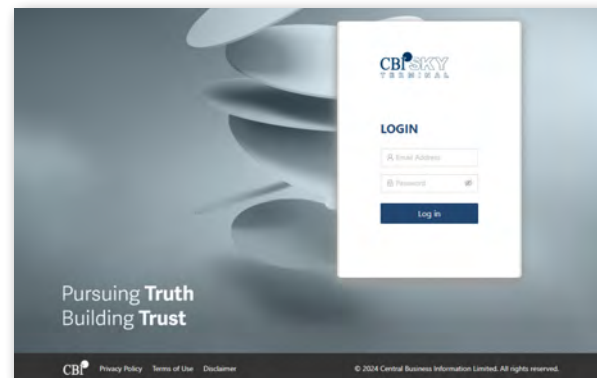 CBI SKY
TERMINAL
LOGIN
Email Address
Password
Log in
Pursuing Truth
Building Trust
CBI Privacy Policy Terms of Use Disclaimer © 2024 Central Business Information Limited. All rights reserved.